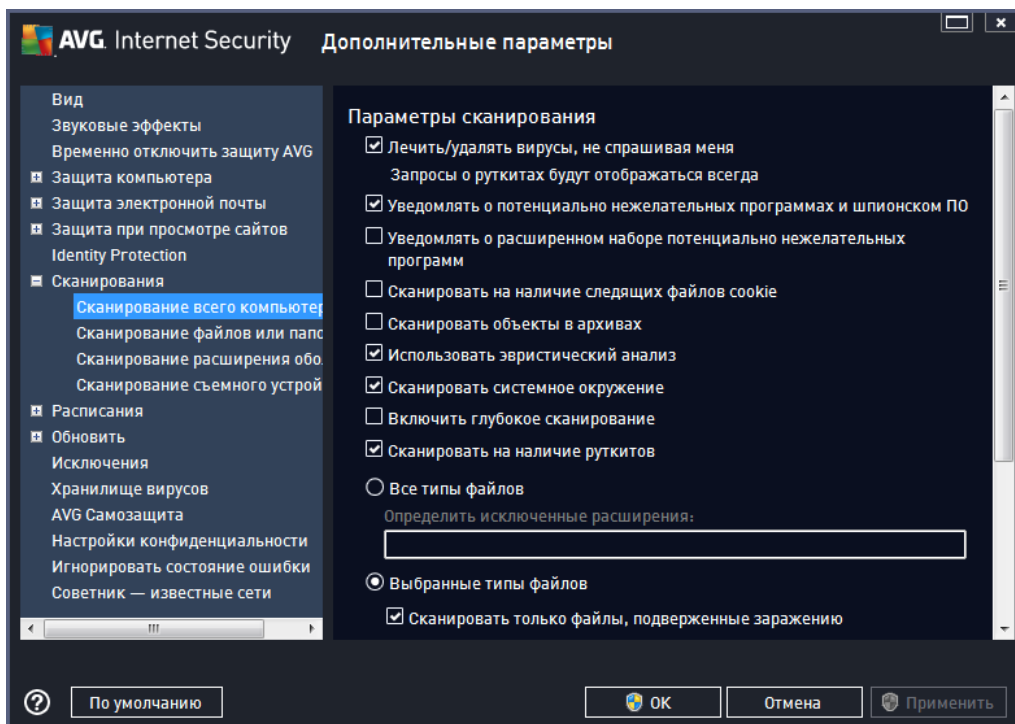 AVG. Internet Security Дополнительные параметры
Вид
Звуковые эффекты
Временно отключить защиту AVG
Защита компьютера
Защита электронной почты
Защита при просмотре сайтов
Identity Protection
Сканирования
Сканирование всего компьютер
Сканирование файлов или папо
Сканирование расширения обо.
Сканирование съемного устрой
Расписания
Обновить
Исключения
Хранилище вирусов
AVG Самозащита
Настройки конфиденциальности
Игнорировать состояние ошибки
Советник — известные сети
Параметры сканирования
Лечить/удалять вирусы, не спрашивая меня
Запросы о руткитах будут отображаться всегда
Уведомлять о потенциально нежелательных программах и шпионском ПО
Уведомлять о расширенном наборе потенциально нежелательных
программ
Сканировать на наличие следящих файлов cookie
Сканировать объекты в архивах
Использовать эвристический анализ
Сканировать системное окружение
Включить глубокое сканирование
Сканировать на наличие руткитов
Все типы файлов
Определить исключенные расширения:
Выбранные типы файлов
Сканировать только файлы, подверженные заражению
По умолчанию
ОК
Отмена
Применить